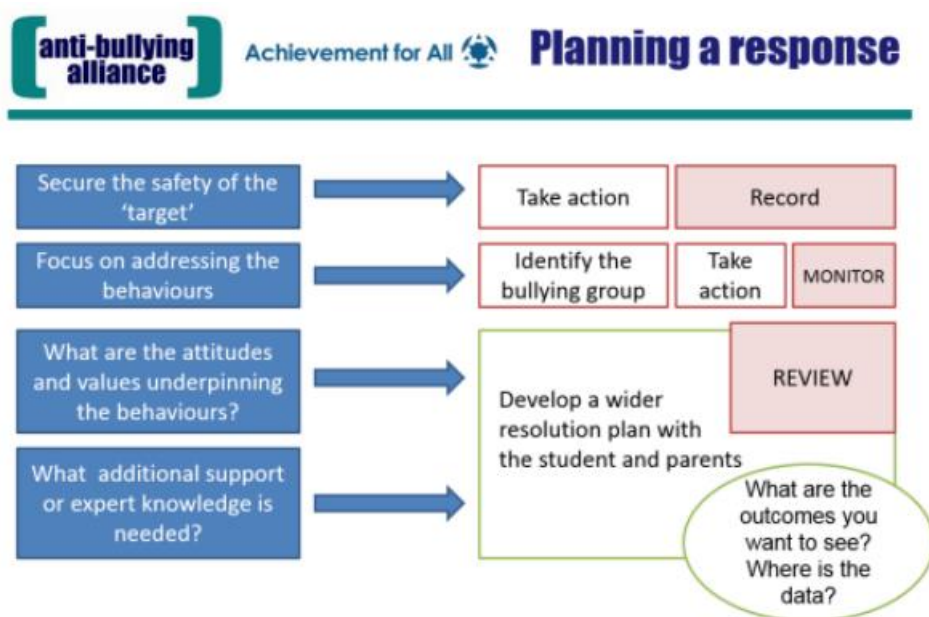 anti-bullying
alliance
Achievement for All
Planning a response
Secure the safety of the
‘target’
Take action
Record
Focus on addressing the
behaviours
Identify the
bullying group
Take
action
MONITOR
What are the attitudes
and values underpinning
the behaviours?
REVIEW
Develop a wider
resolution plan with
the student and parents
What additional support
or expert knowledge is
needed?
What are the
outcomes you
want to see?
Where is the
data?